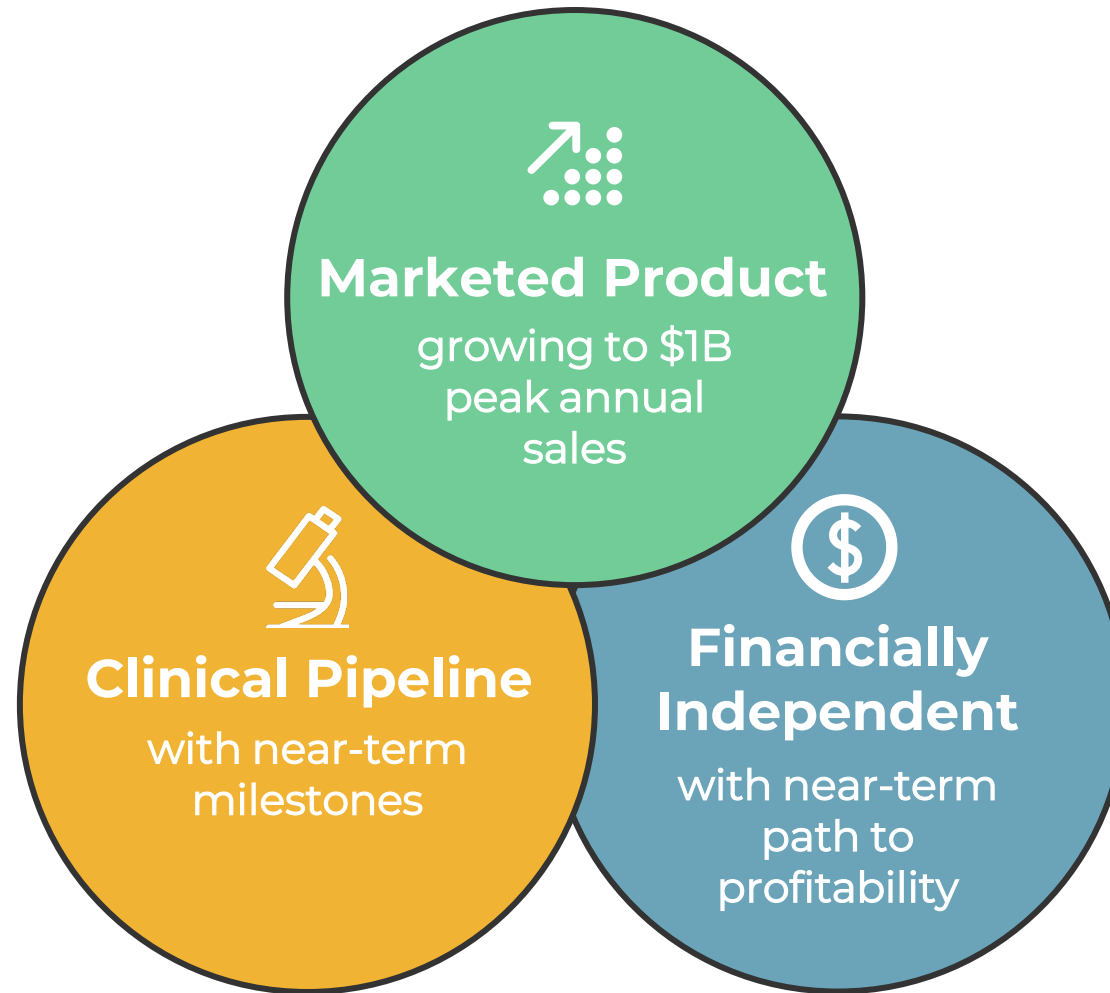 Marketed Product
growing to $1B
peak annual
sales
Clinical Pipeline
with near-term
milestones
$
Financially
Independent
with near-term
path to
profitability